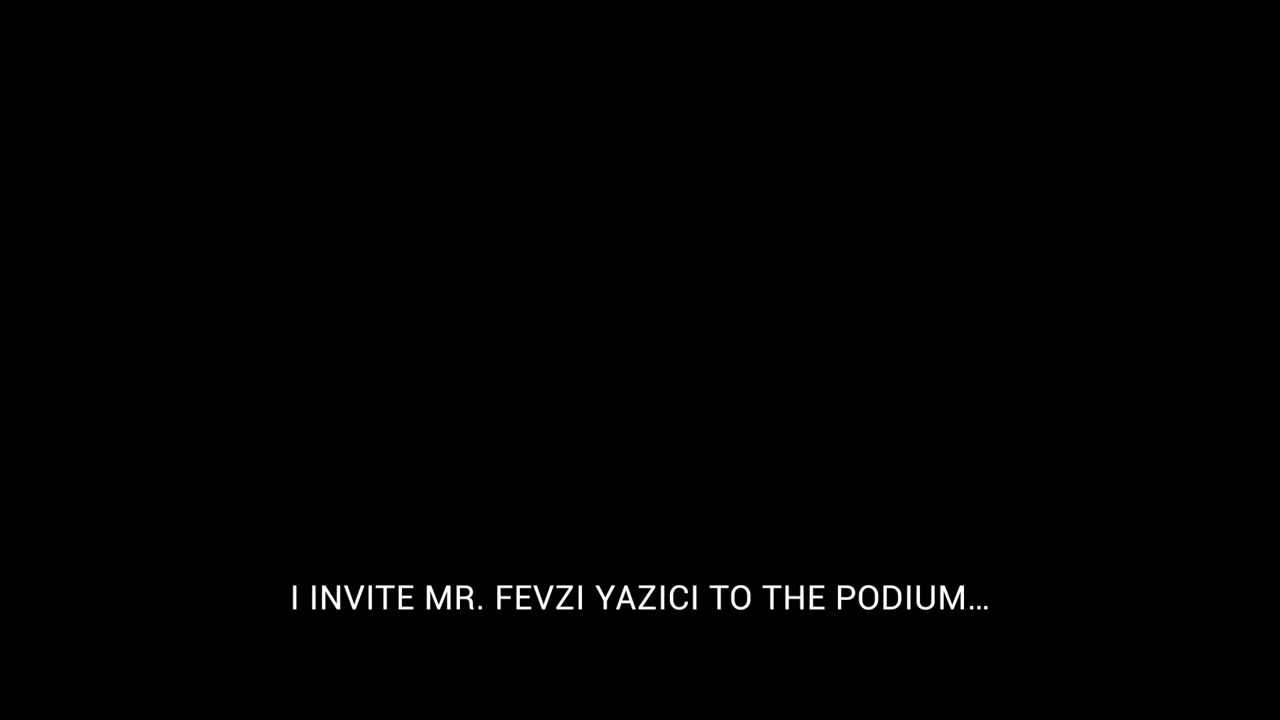 I INVITE MR. FEVZI YAZICI TO THE PODIUM…